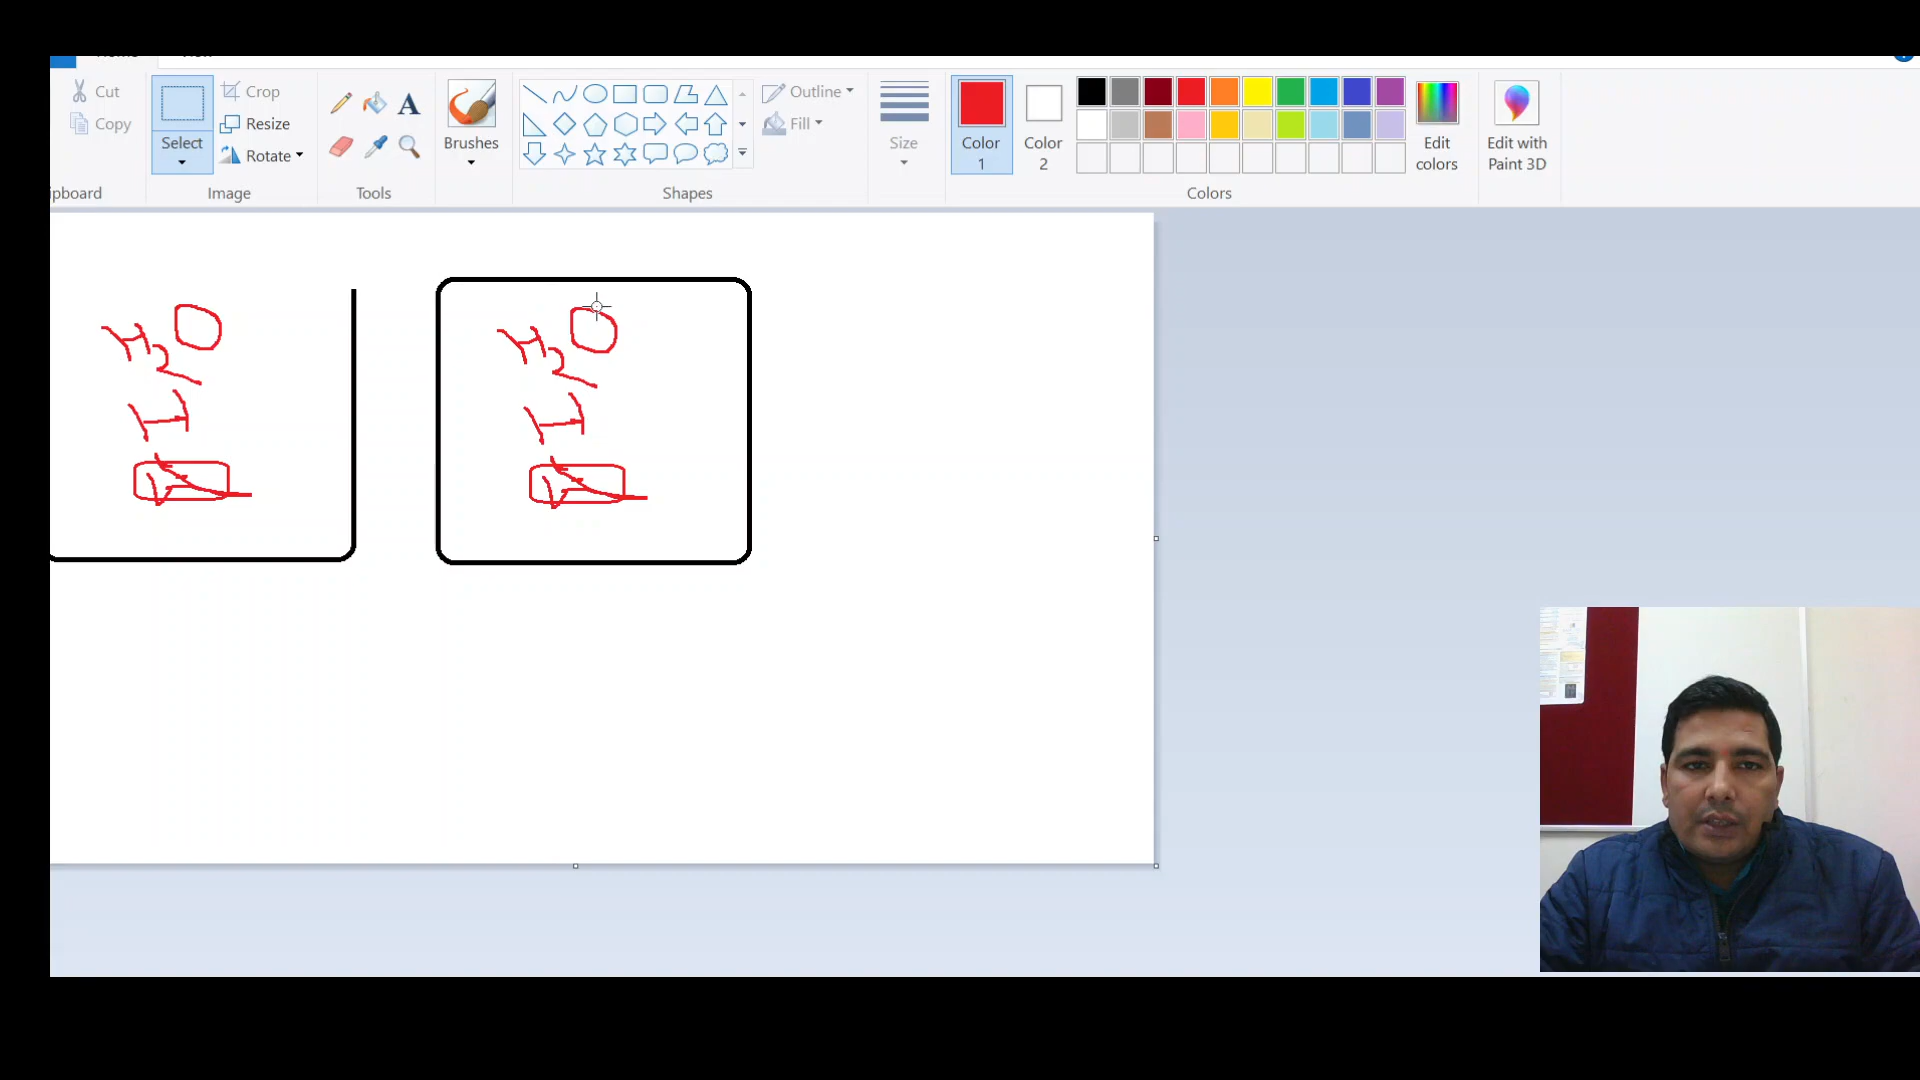 Cut
Copy
Select
Crop
Resize
Rotate
Brushes
Outline
Fill
Size
Color
1
Color
2
Edit
colors
Edit with
Paint 3D
ipboard
Image
Tools
Shapes
Colors
H2O H2O
I I